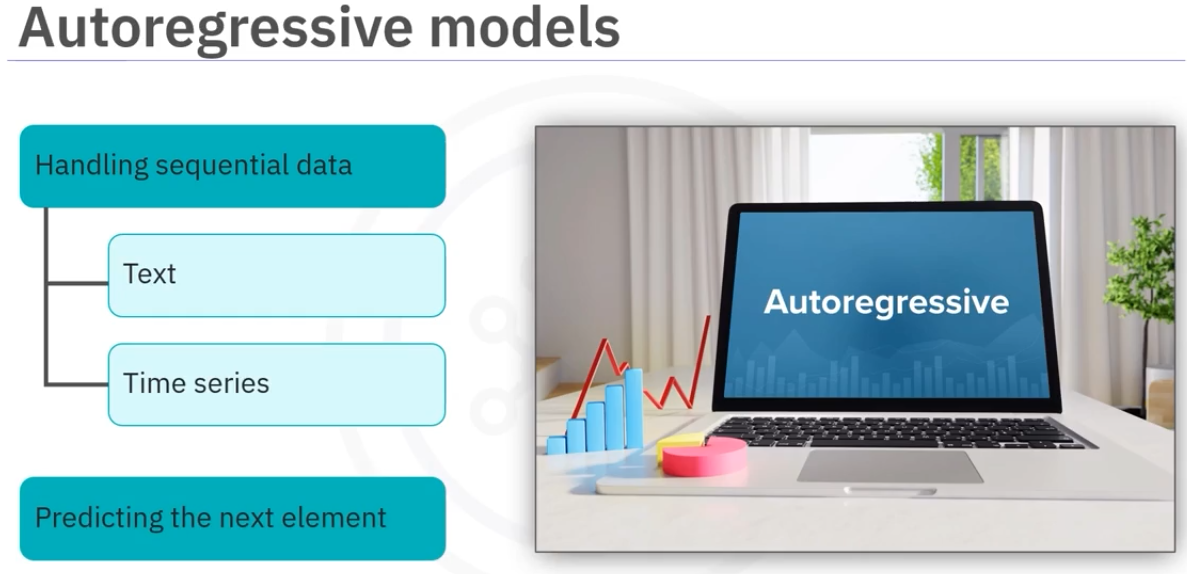 Autoregressive models
Handling sequential data
Text
Time series
Predicting the next element
Autoregressive